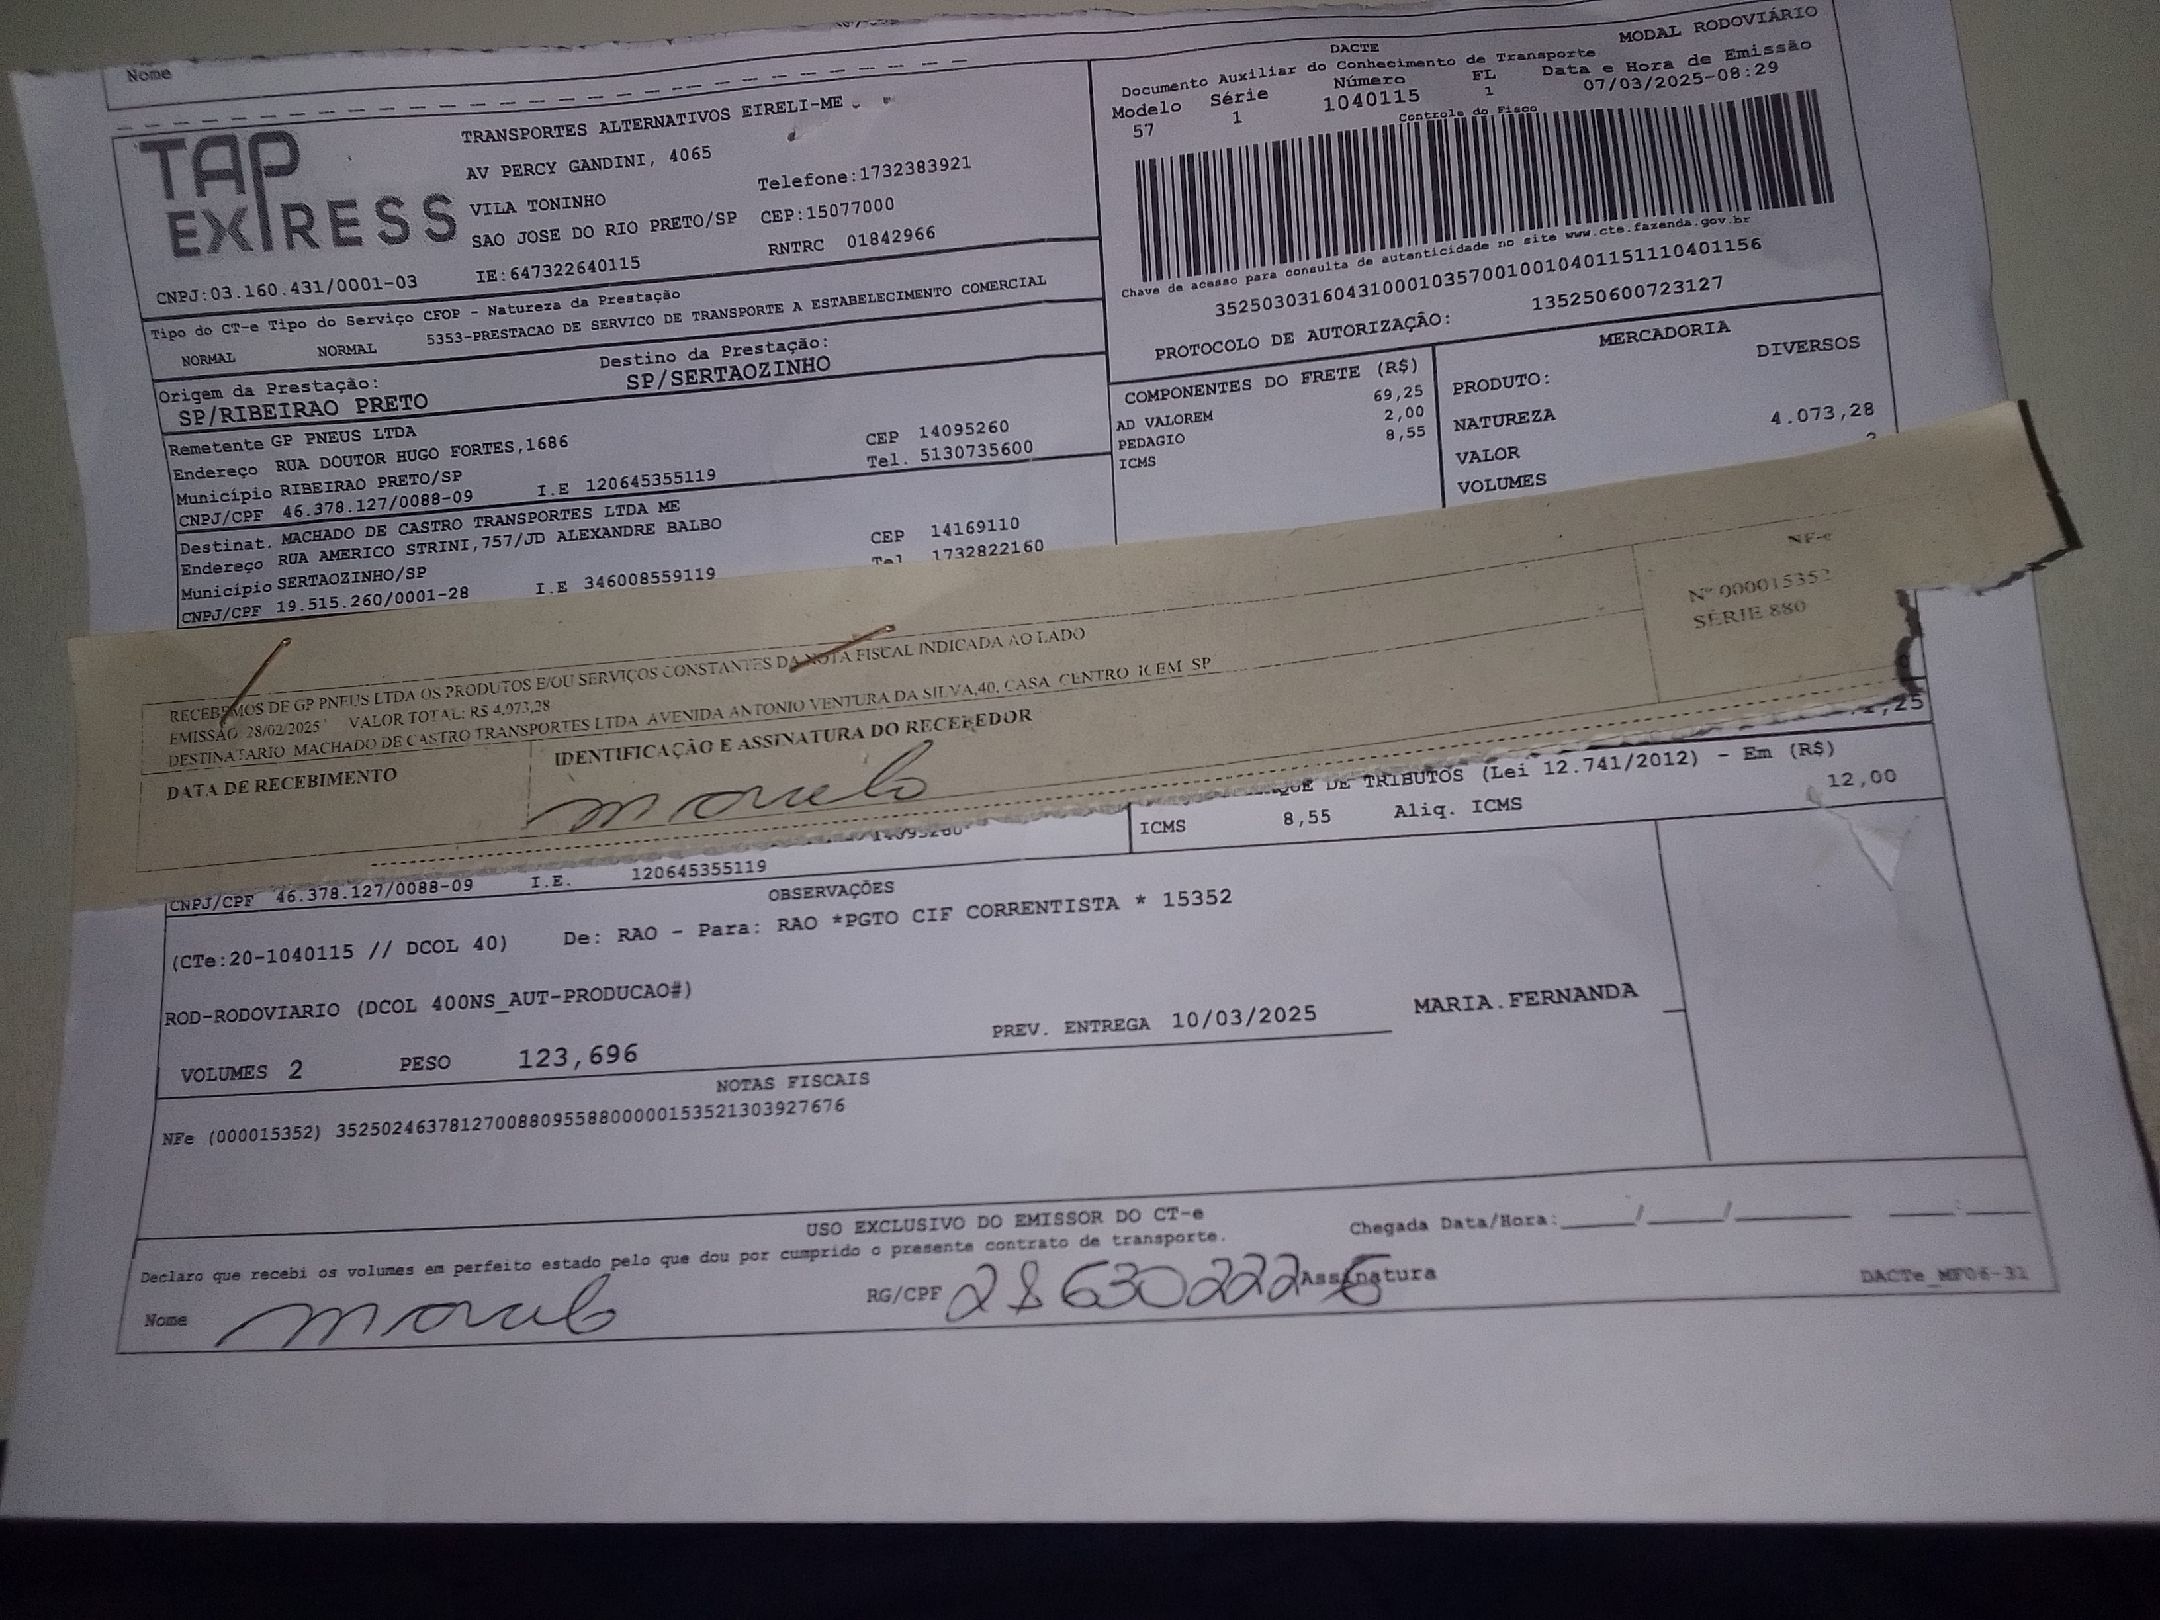 Nome
TAP EXPRESS
TRANSPORTES ALTERNATIVOS EIRELI-ME
AV PERCY GANDINI, 4065
VILA TONINHO Telefone:1732383921
SAO JOSE DO RIO PRETO/SP CEP:15077000
CNPJ:03.160.431/0001-03 IE:647322640115 RNTRC 01842966
DACTE MODAL RODOVIÁRIO
Documento Auxiliar do Conhecimento de Transporte
Modelo Série Número FL Data e Hora de Emissão
57 1 1040115 1 07/03/2025-08:29
Controle do Fisco
Chave de acesso para consulta de autenticidade no site www.cte.fazenda.gov.br
35250303160431000103570010010401151110401156
PROTOCOLO DE AUTORIZAÇÃO: 135250600723127
Tipo do CT-e Tipo do Serviço CFOP - Natureza da Prestação
NORMAL NORMAL 5353-PRESTACAO DE SERVICO DE TRANSPORTE A ESTABELECIMENTO COMERCIAL
Origem da Prestação: Destino da Prestação:
SP/RIBEIRAO PRETO SP/SERTAOZINHO
Remetente GP PNEUS LTDA
Endereço RUA DOUTOR HUGO FORTES,1686 CEP 14095260
Município RIBEIRAO PRETO/SP Tel. 5130735600
CNPJ/CPF 46.378.127/0088-09 I.E 120645355119
Destinat. MACHADO DE CASTRO TRANSPORTES LTDA ME
Endereço RUA AMERICO STRINI,757/JD ALEXANDRE BALBO CEP 14169110
Município SERTAOZINHO/SP Tel 1732822160
CNPJ/CPF 19.515.260/0001-28 I.E 346008559119
COMPONENTES DO FRETE (R$)
AD VALOREM 69,25
PEDAGIO 2,00
ICMS 8,55
MERCADORIA
PRODUTO: DIVERSOS
NATUREZA
VALOR 4.073,28
VOLUMES
RECEBEMOS DE GP PNEUS LTDA OS PRODUTOS E/OU SERVIÇOS CONSTANTES DA NOTA FISCAL INDICADA AO LADO
EMISSÃO: 28/02/2025 VALOR TOTAL: R$ 4.073,28
DESTINATARIO MACHADO DE CASTRO TRANSPORTES LTDA AVENIDA ANTONIO VENTURA DA SILVA,40, CASA CENTRO ICEM SP
DATA DE RECEBIMENTO IDENTIFICAÇÃO E ASSINATURA DO RECEBEDOR
NF-e
Nº 000015352
SÉRIE 880
DE TRIBUTOS (Lei 12.741/2012) - Em (R$)
ICMS 8,55 Aliq. ICMS 12,00
CNPJ/CPF 46.378.127/0088-09 I.E. 120645355119
OBSERVAÇÕES
(CTe:20-1040115 // DCOL 40) De: RAO - Para: RAO *PGTO CIF CORRENTISTA * 15352
ROD-RODOVIARIO (DCOL 400NS_AUT-PRODUCAO#)
VOLUMES 2 PESO 123,696 PREV. ENTREGA 10/03/2025 MARIA.FERNANDA
NOTAS FISCAIS
NFe (000015352) 35250246378127008809558800000153521303927676
USO EXCLUSIVO DO EMISSOR DO CT-e
Declaro que recebi os volumes em perfeito estado pelo que dou por cumprido o presente contrato de transporte. Chegada Data/Hora:
Nome RG/CPF 286302226 Assinatura DACTe_MF06-31